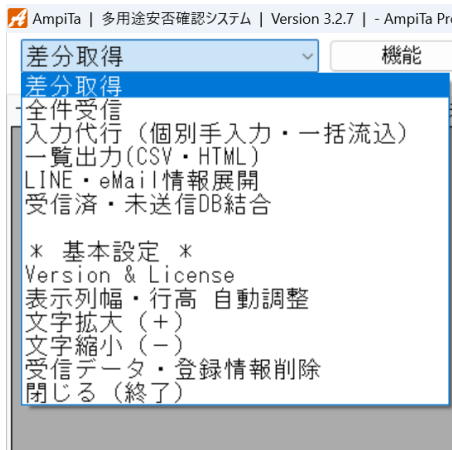 AmpiTa | 多用途安否確認システム | Version 3.2.7 | - AmpiTa Pro
差分取得 機能
差分取得
全件受信
入力代行 (個別手入力・一括流込)
一覧出力(CSV・HTML)
LINE・eMail情報展開
受信済・未送信DB結合
* 基本設定 *
Version & License
表示列幅・行高 自動調整
文字拡大 (+)
文字縮小 (-)
受信データ・登録情報削除
閉じる (終了)